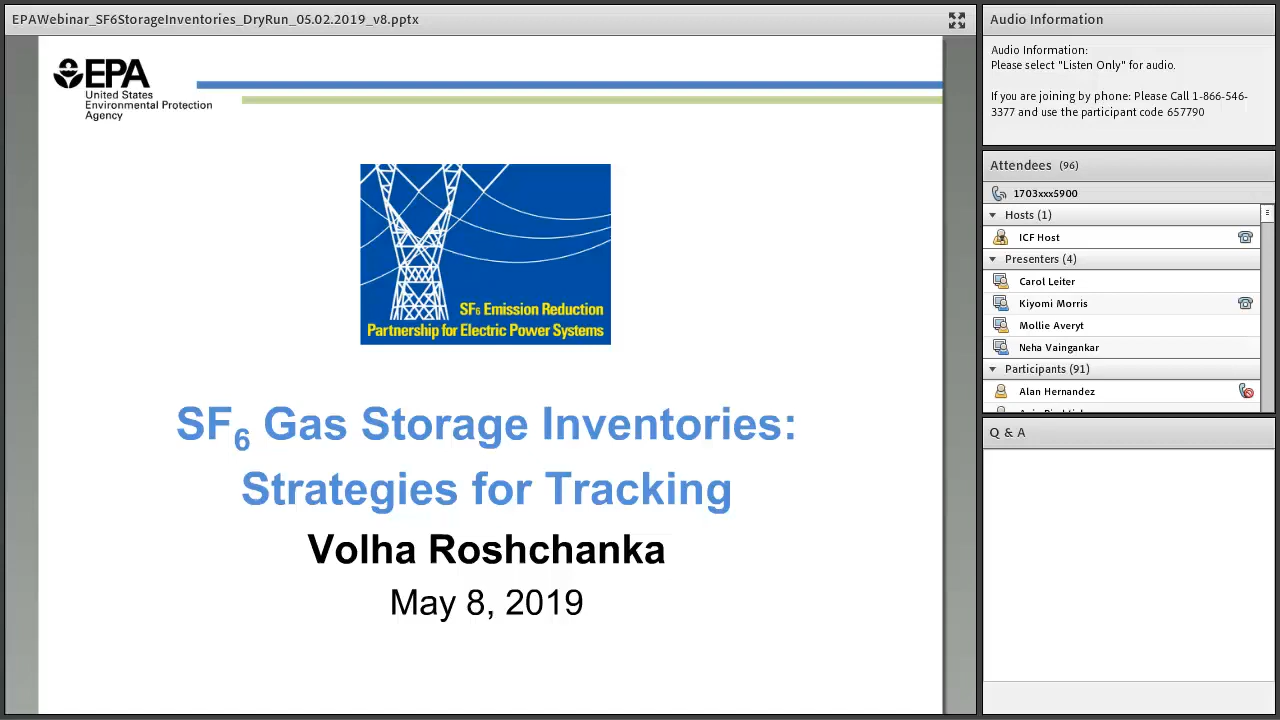 EPAWebinar_SF6StorageInventories_DryRun_05.02.2019_v8.pptx
EPA
United States
Environmental Protection
Agency
SF6 Emission Reduction
Partnership for Electric Power Systems
SF6 Gas Storage Inventories:
Strategies for Tracking
Volha Roshchanka
May 8, 2019
Audio Information
Audio Information:
Please select "Listen Only" for audio.
If you are joining by phone: Please Call 1-866-546-
3377 and use the participant code 657790
Attendees (96)
1703xxx5900
Hosts (1)
ICF Host
Presenters (4)
Carol Leiter
Kiyomi Morris
Mollie Averyt
Neha Vaingankar
Participants (91)
Alan Hernandez
Q & A